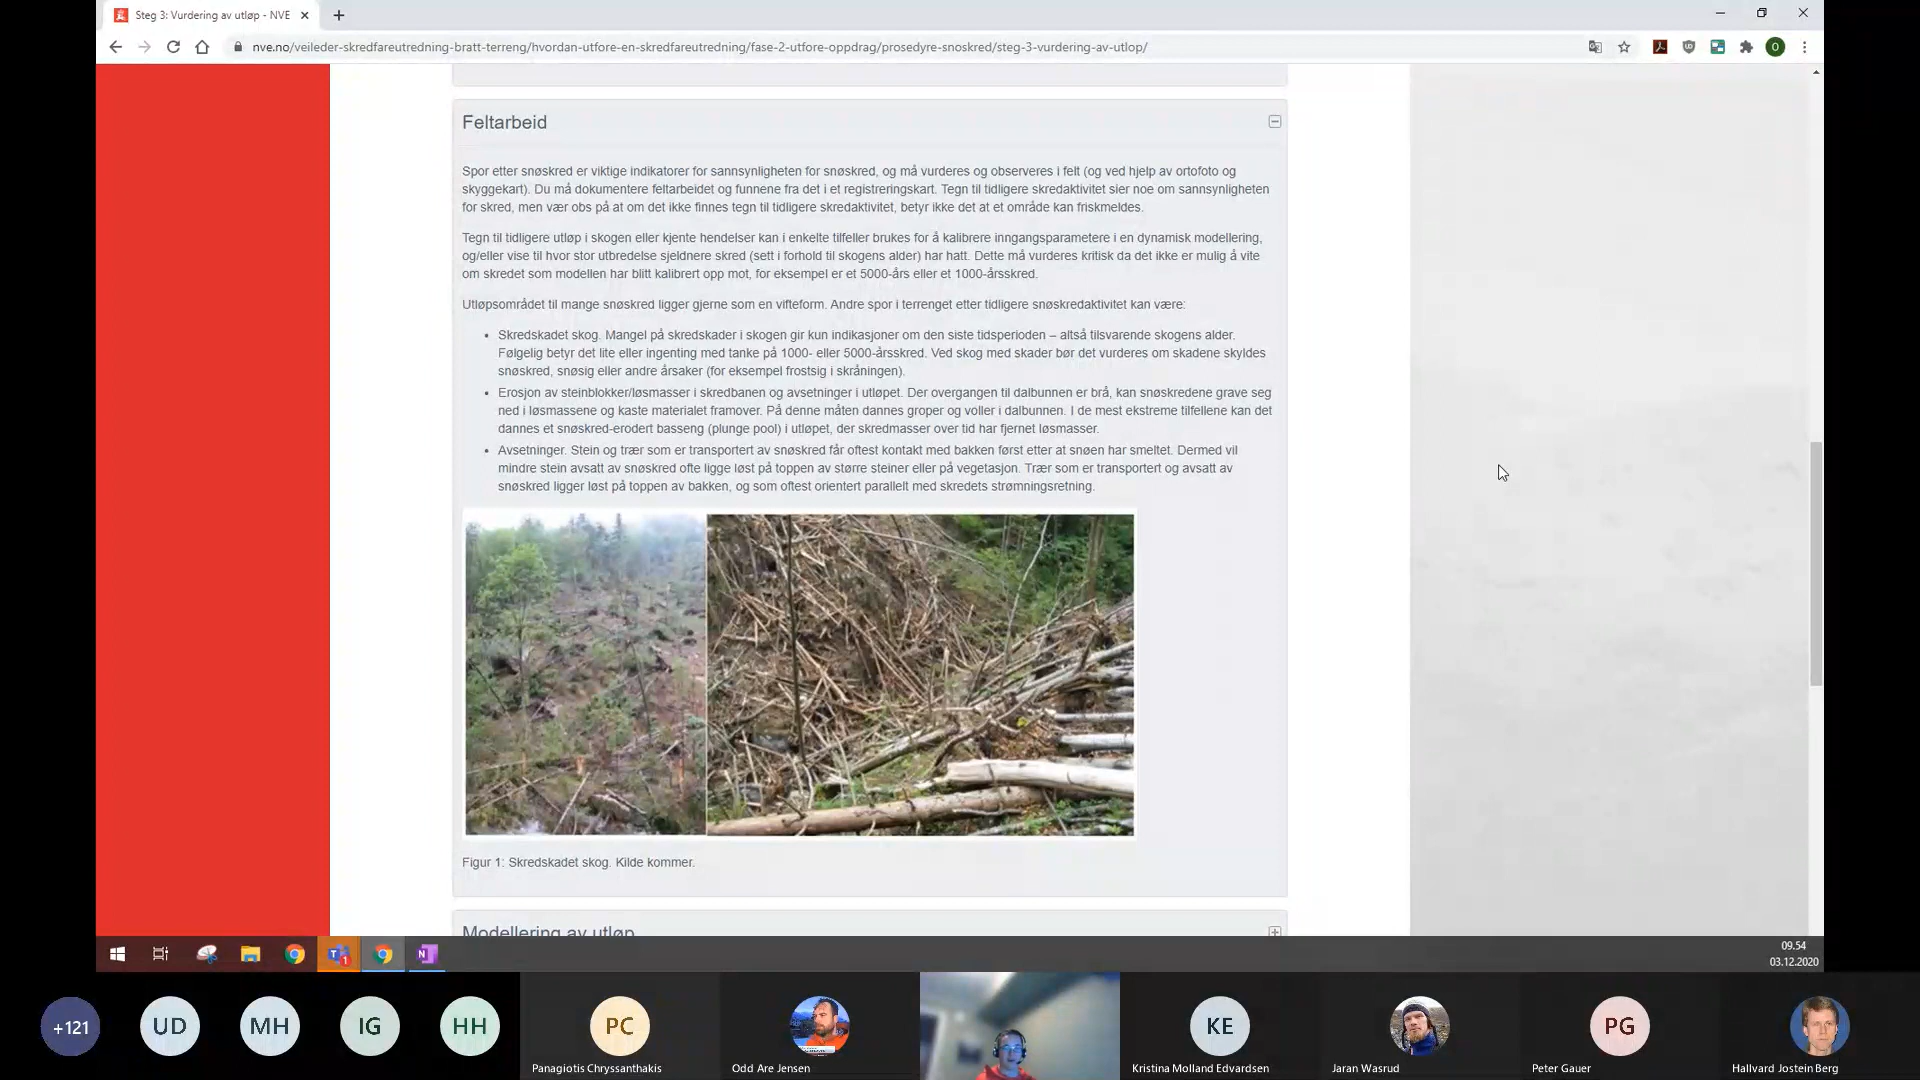 Steg 3: Vurdering av utløp - NVE
nve.no/veileder-skredfareutredning-bratt-terreng/hvordan-utfore-en-skredfareutredning/fase-2-utfore-oppdrag/prosedyre-snoskred/steg-3-vurdering-av-utlop/
O
Feltarbeid
Spor etter snøskred er viktige indikatorer for sannsynligheten for snøskred, og må vurderes og observeres i felt (og ved hjelp av ortofoto og
skyggekart). Du må dokumentere feltarbeidet og funnene fra det i et registreringskart. Tegn til tidligere skredaktivitet sier noe om sannsynligheten
for skred, men vær obs på at om det ikke finnes tegn til tidligere skredaktivitet, betyr ikke det at et område kan friskmeldes.
Tegn til tidligere utløp i skogen eller kjente hendelser kan i enkelte tilfeller brukes for å kalibrere inngangsparametere i en dynamisk modellering,
og/eller vise til hvor stor utbredelse sjeldnere skred (sett i forhold til skogens alder) har hatt. Dette må vurderes kritisk da det ikke er mulig å vite
om skredet som modellen har blitt kalibrert opp mot, for eksempel er et 5000-års eller et 1000-årsskred.
Utløpsområdet til mange snøskred ligger gjerne som en vifteform. Andre spor i terrenget etter tidligere snøskredaktivitet kan være:
• Skredskadet skog. Mangel på skredskader i skogen gir kun indikasjoner om den siste tidsperioden – altså tilsvarende skogens alder.
Følgelig betyr det lite eller ingenting med tanke på 1000- eller 5000-årsskred. Ved skog med skader bør det vurderes om skadene skyldes
snøskred, snøsig eller andre årsaker (for eksempel frostsig i skråningen).
• Erosjon av steinblokker/løsmasser i skredbanen og avsetninger i utløpet. Der overgangen til dalbunnen er brå, kan snøskredene grave seg
ned i løsmassene og kaste materialet framover. På denne måten dannes groper og voller i dalbunnen. I de mest ekstreme tilfellene kan det
dannes et snøskred-erodert basseng (plunge pool) i utløpet, der skredmasser over tid har fjernet løsmasser.
• Avsetninger. Stein og trær som er transportert av snøskred får oftest kontakt med bakken først etter at snøen har smeltet. Dermed vil
mindre stein avsatt av snøskred ofte ligge løst på toppen av større steiner eller på vegetasjon. Trær som er transportert og avsatt av
snøskred ligger løst på toppen av bakken, og som oftest orientert parallelt med skredets strømningsretning.
Figur 1: Skredskadet skog. Kilde kommer.
Modellering av utløp
09.54
03.12.2020
+121
UD
MH
IG
HH
PC
Panagiotis Chryssanthakis
Odd Are Jensen
KE
Kristina Molland Edvardsen
Jaran Wasrud
PG
Peter Gauer
Hallvard Jostein Berg